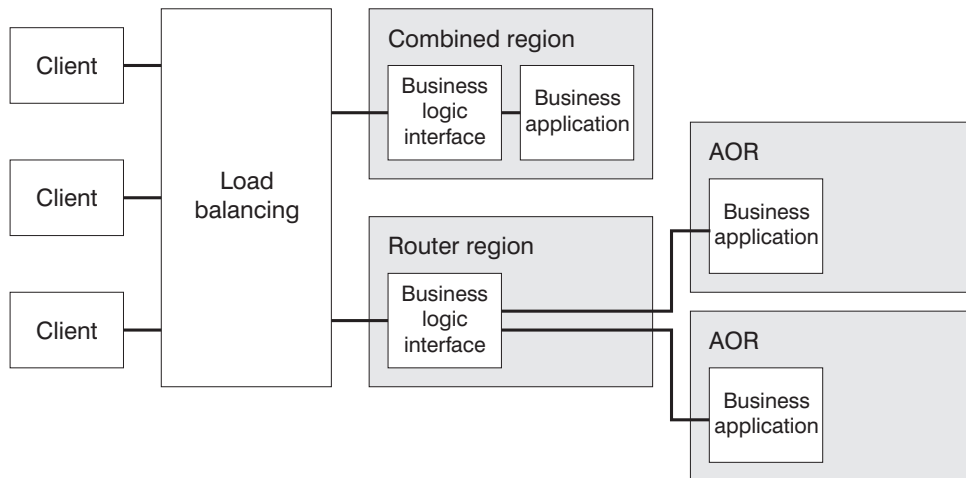 Client
Client
Client
Load
balancing
Combined region
Business
logic
interface
Business
application
Router region
Business
logic
interface
AOR
Business
application
AOR
Business
application